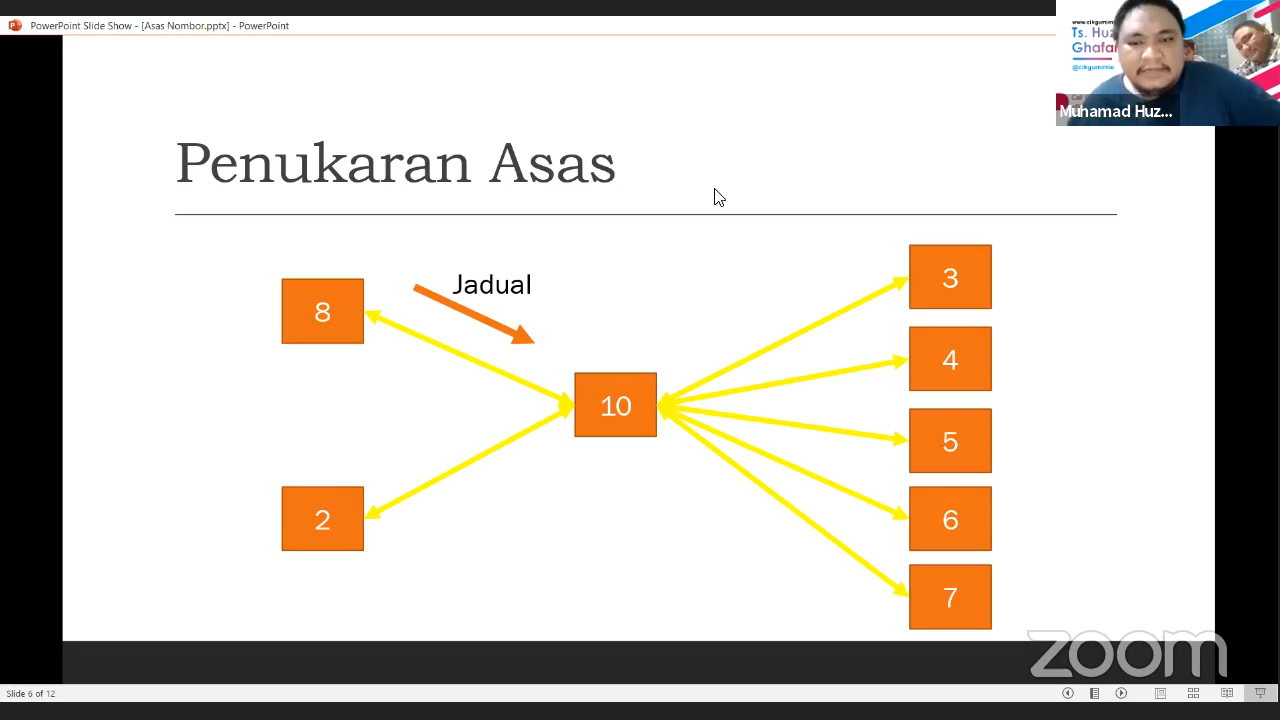 PowerPoint Slide Show - [Asas Nombor.pptx] - PowerPoint
www.cikgumimie
Ts. Huz
Ghafar
@cikgumimie
Muhamad Huz...
Penukaran Asas
Jadual
8
2
10
3
4
5
6
7
zoom
Slide 6 of 12